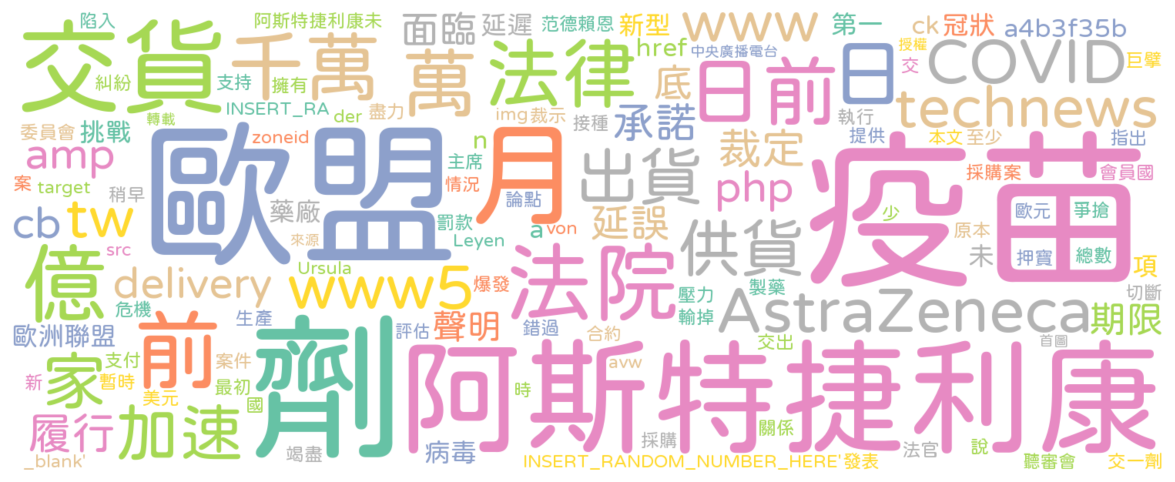 陷入 阿斯特捷利康未 面臨 延遲 范德賴恩 新型 www 第一 ck 冠狀 a4b3f35b
交貨 千萬 萬 法律 href 中央廣播電台 日 授權 COVID 巨擘
糾紛 支持 擁有 底 日前 交 technews
轉載 INSERT_RA der 盡力 img 裁示 接種 承諾 執行
委員會 挑戰 zoneid n 裁定 提供 本文 至少 指出
amp 歐盟 月 主席 出貨 php 疫苗 採購案 會員國
案 target 稍早 情況 論點 少 歐元 爭搶
cb tw 藥廠 罰款 Leyen a von 延誤 供貨 原本 押寶 總數
src 來源 未 項
億 delivery Ursula www5 爆發 法院 壓力 製藥 AstraZeneca 切斷
危機 生產 聲明 輸掉 期限
歐洲聯盟 前 評估 錯過 合約 交出 首圖
家 支付 案件 劑 阿斯特捷利康 avw
新 暫時 美元 最初 國 時
履行 加速 竭盡 病毒 採購 關係 法官 說
_blank' INSERT_RANDOM_NUMBER_HERE'發表 聽審會 交一劑